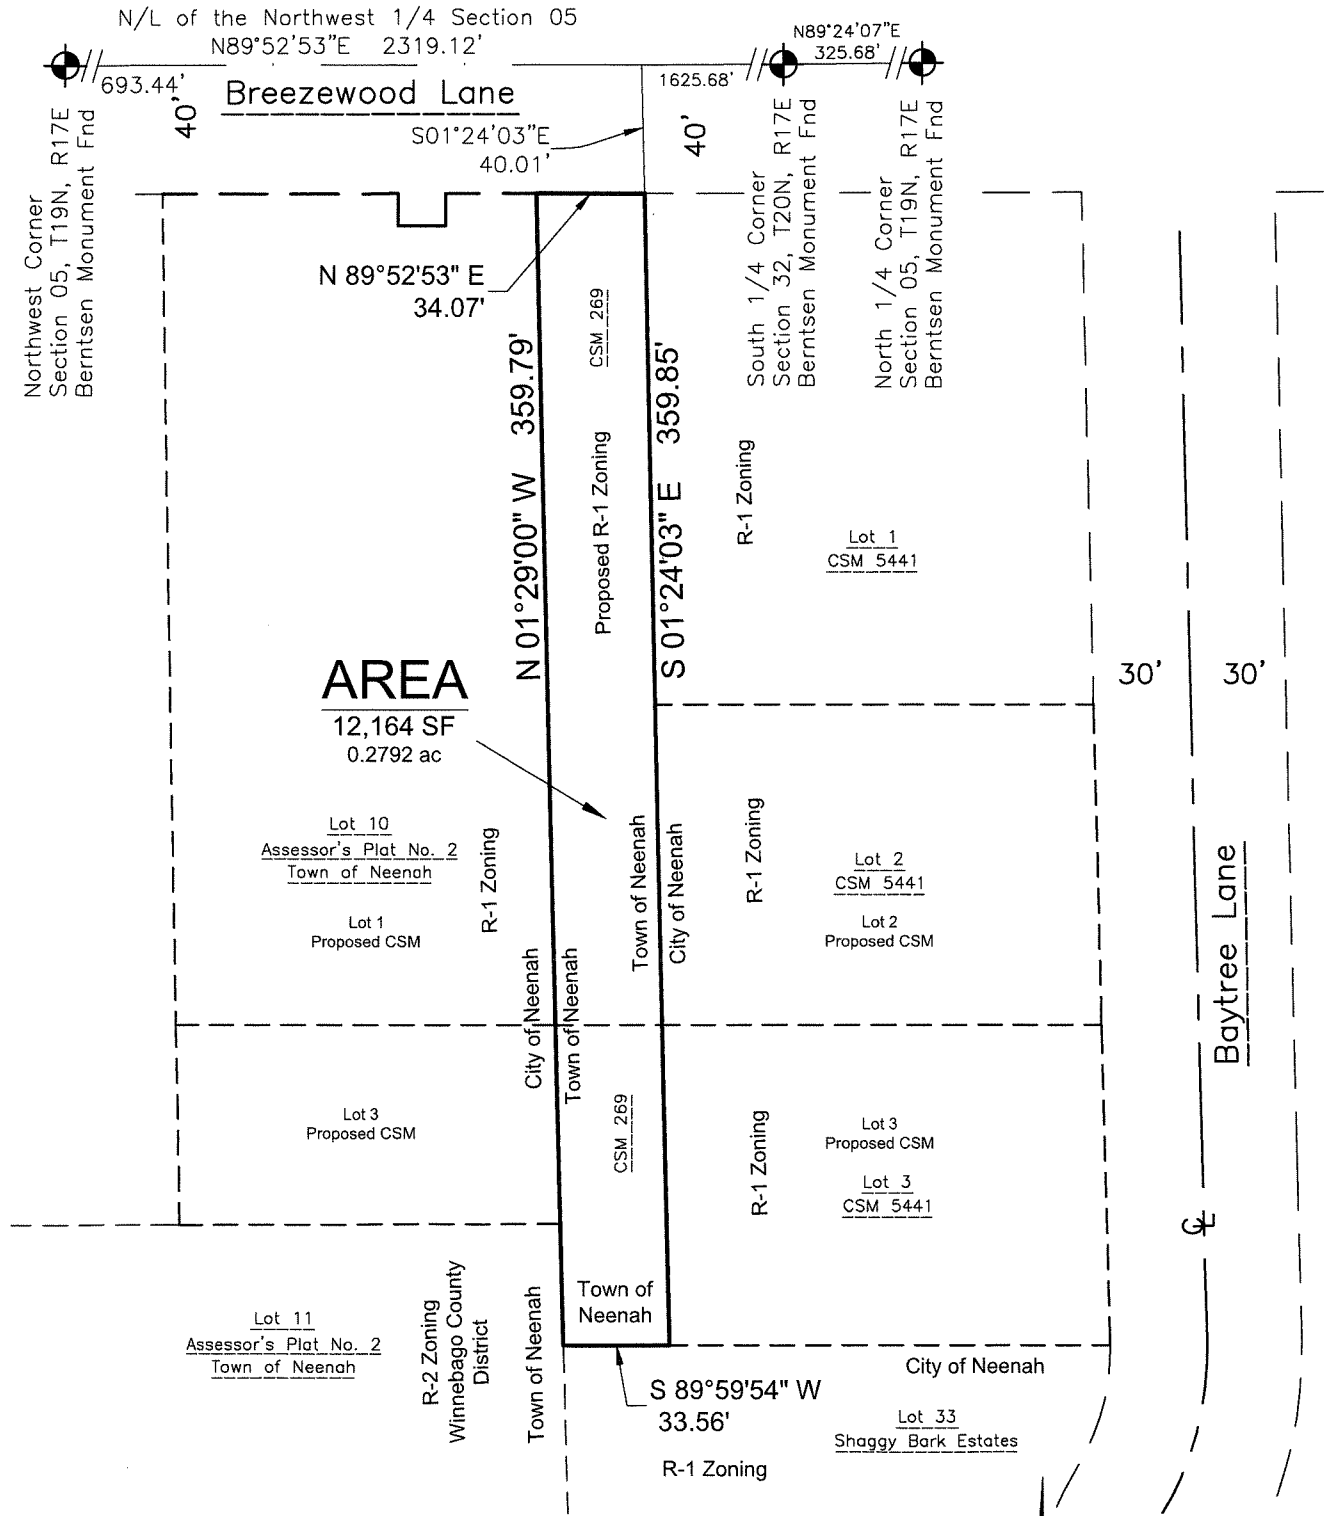 N/L of the Northwest 1/4 Section 05
N89°52'53"E 2319.12'
N89°24'07"E
325.68'
693.44'
1625.68'
Breezewood Lane
40'
40'
S01°24'03"E
40.01'
Northwest Corner
Section 05, T19N, R17E
Berntsen Monument Fnd
South 1/4 Corner
Section 32, T20N, R17E
Berntsen Monument Fnd
North 1/4 Corner
Section 05, T19N, R17E
Berntsen Monument Fnd
N 89°52'53" E
34.07'
CSM 269
N 01°29'00" W 359.79'
Proposed R-1 Zoning
S 01°24'03" E 359.85'
R-1 Zoning
Lot 1
CSM 5441
30'
30'
AREA
12,164 SF
0.2792 ac
Lot 10
Assessor's Plat No. 2
Town of Neenah
R-1 Zoning
Lot 1
Proposed CSM
Town of Neenah
City of Neenah
R-1 Zoning
Lot 2
CSM 5441
Lot 2
Proposed CSM
Baytree Lane
City of Neenah
Town of Neenah
Lot 3
Proposed CSM
CSM 269
R-1 Zoning
Lot 3
Proposed CSM
Lot 3
CSM 5441
CL
Town of
Neenah
Lot 11
Assessor's Plat No. 2
Town of Neenah
R-2 Zoning
Winnebago County
District
Town of Neenah
S 89°59'54" W
33.56'
City of Neenah
Lot 33
Shaggy Bark Estates
R-1 Zoning